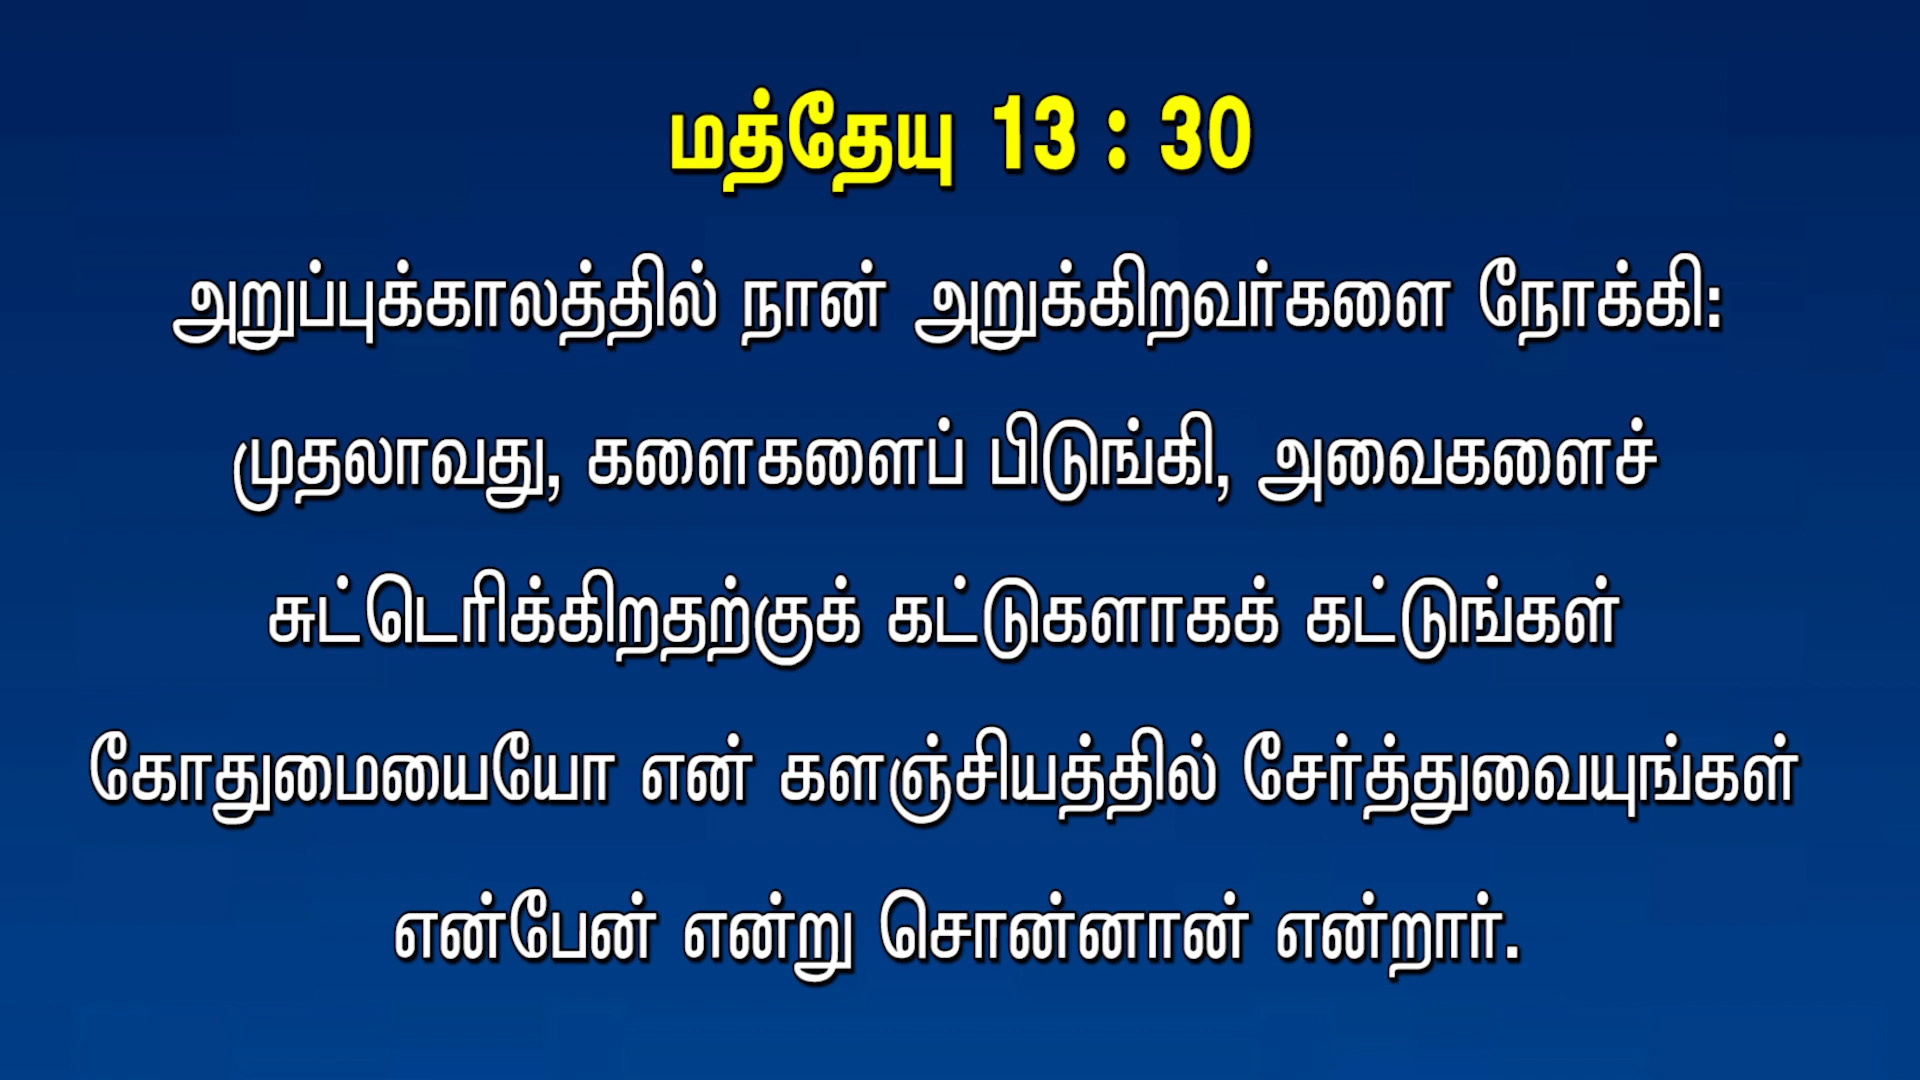 மத்தேயு 13 : 30
அறுப்புக்காலத்தில் நான் அறுக்கிறவர்களை நோக்கி:
முதலாவது, களைகளைப் பிடுங்கி, அவைகளைச்
சுட்டெரிக்கிறதற்குக் கட்டுகளாகக் கட்டுங்கள்
கோதுமையையோ என் களஞ்சியத்தில் சேர்த்துவையுங்கள்
என்பேன் என்று சொன்னான் என்றார்.